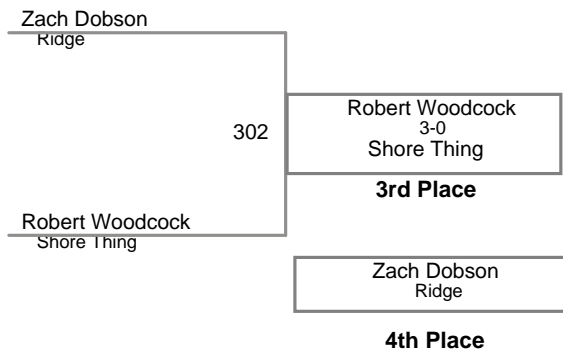 Zach Dobson
Ridge
302
Robert Woodcock
3-0
Shore Thing
3rd Place
Robert Woodcock
Shore Thing
Zach Dobson
Ridge
4th Place